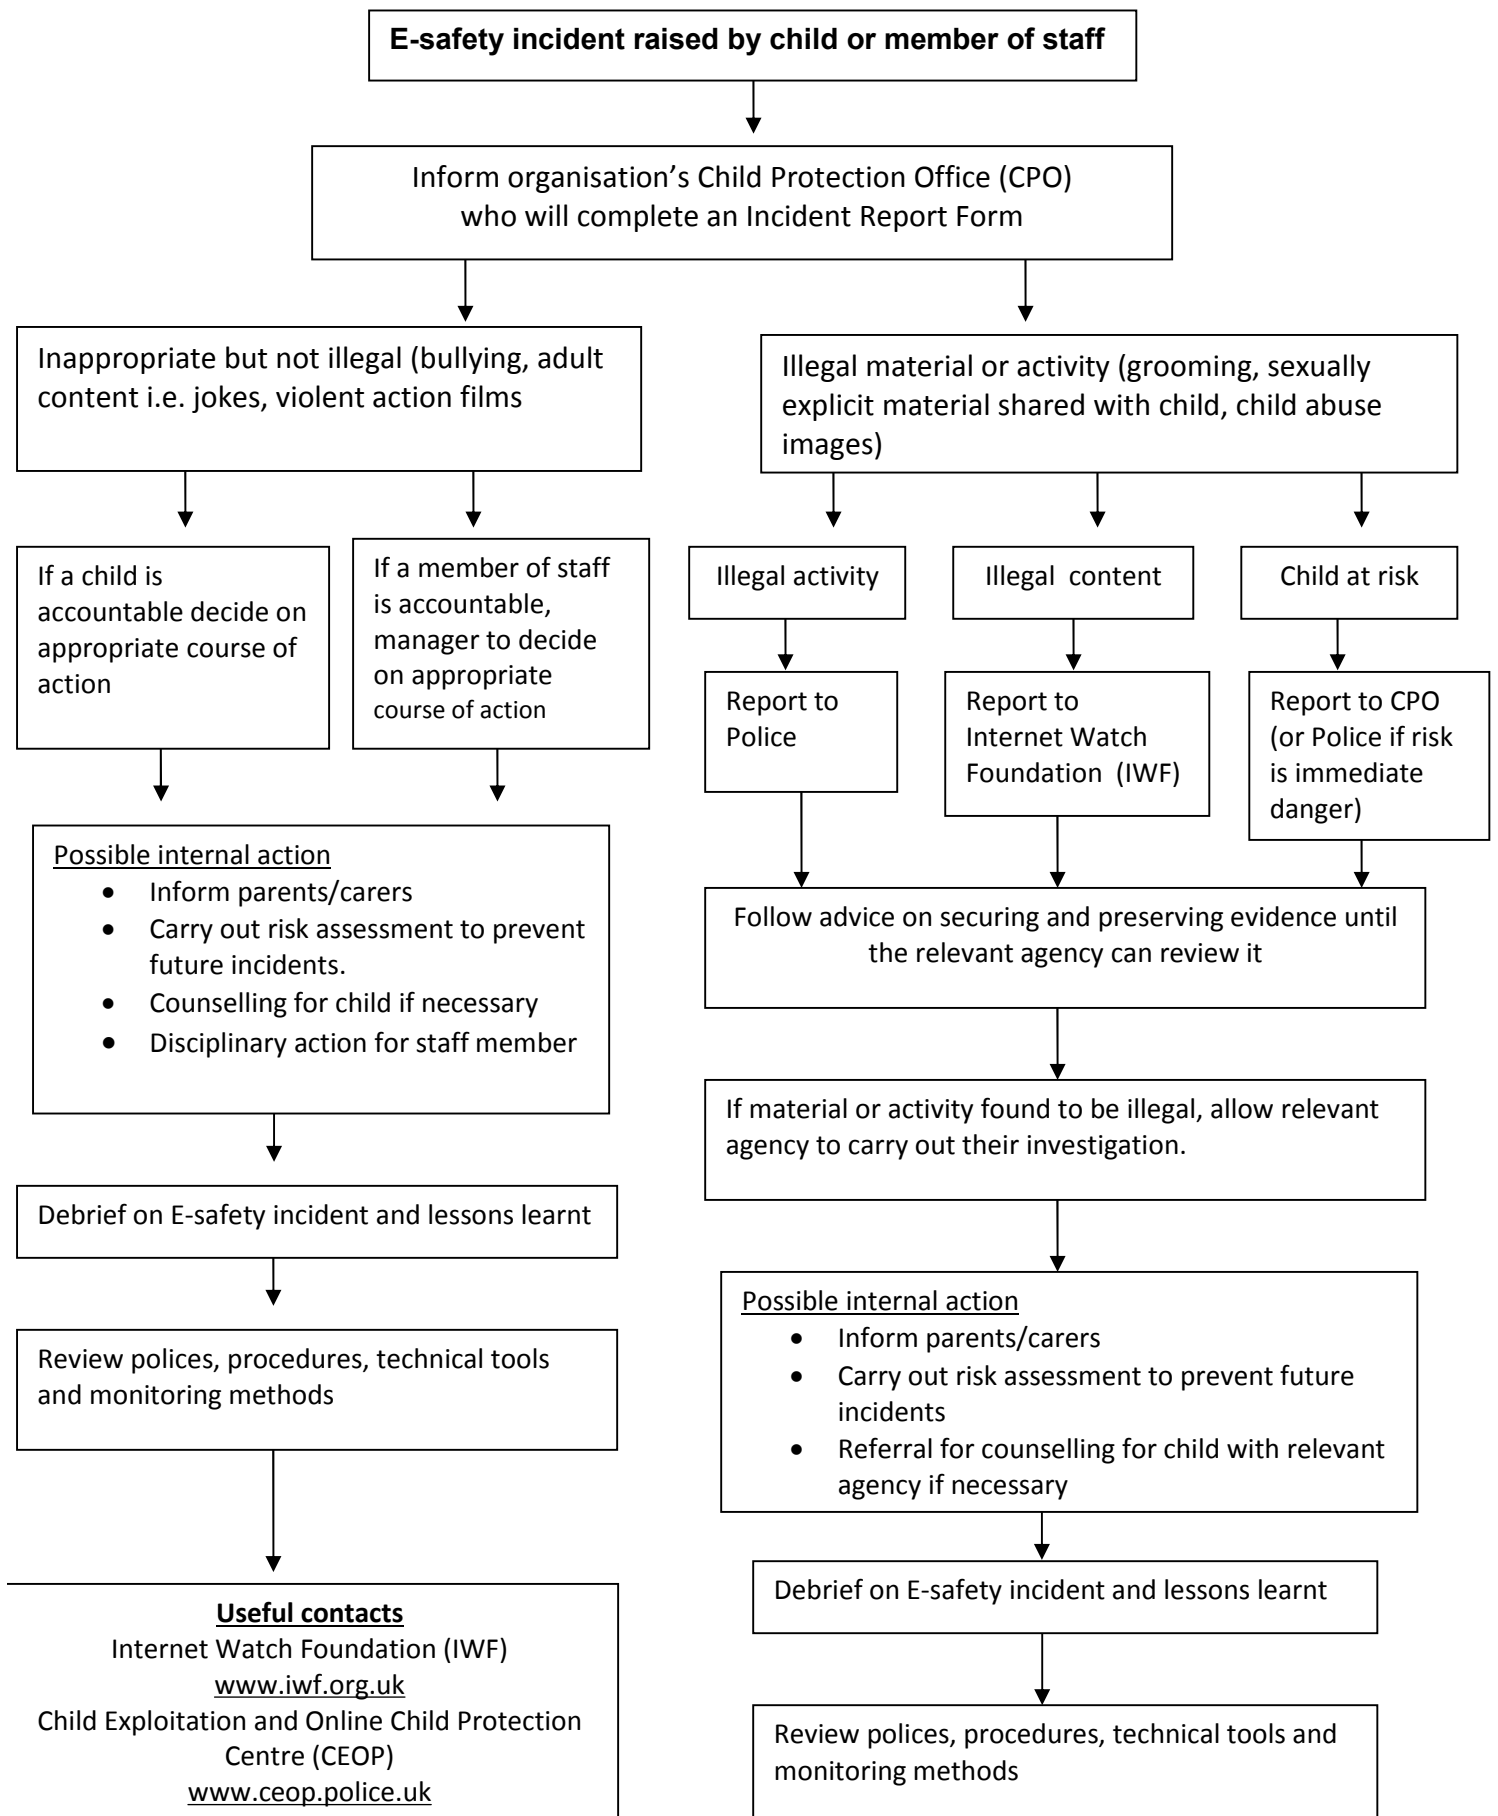 E-safety incident raised by child or member of staff
Inform organisation’s Child Protection Office (CPO)
who will complete an Incident Report Form
Inappropriate but not illegal (bullying, adult
content i.e. jokes, violent action films
If a child is
accountable decide on
appropriate course of
action
If a member of staff
is accountable,
manager to decide
on appropriate
course of action
Possible internal action
• Inform parents/carers
• Carry out risk assessment to prevent
future incidents.
• Counselling for child if necessary
• Disciplinary action for staff member
Debrief on E-safety incident and lessons learnt
Review polices, procedures, technical tools
and monitoring methods
Useful contacts
Internet Watch Foundation (IWF)
www.iwf.org.uk
Child Exploitation and Online Child Protection
Centre (CEOP)
www.ceop.police.uk
Illegal material or activity (grooming, sexually
explicit material shared with child, child abuse
images)
Illegal activity
Illegal content
Child at risk
Report to
Police
Report to
Internet Watch
Foundation (IWF)
Report to CPO
(or Police if risk
is immediate
danger)
Follow advice on securing and preserving evidence until
the relevant agency can review it
If material or activity found to be illegal, allow relevant
agency to carry out their investigation.
Possible internal action
• Inform parents/carers
• Carry out risk assessment to prevent future
incidents
• Referral for counselling for child with relevant
agency if necessary
Debrief on E-safety incident and lessons learnt
Review polices, procedures, technical tools and
monitoring methods